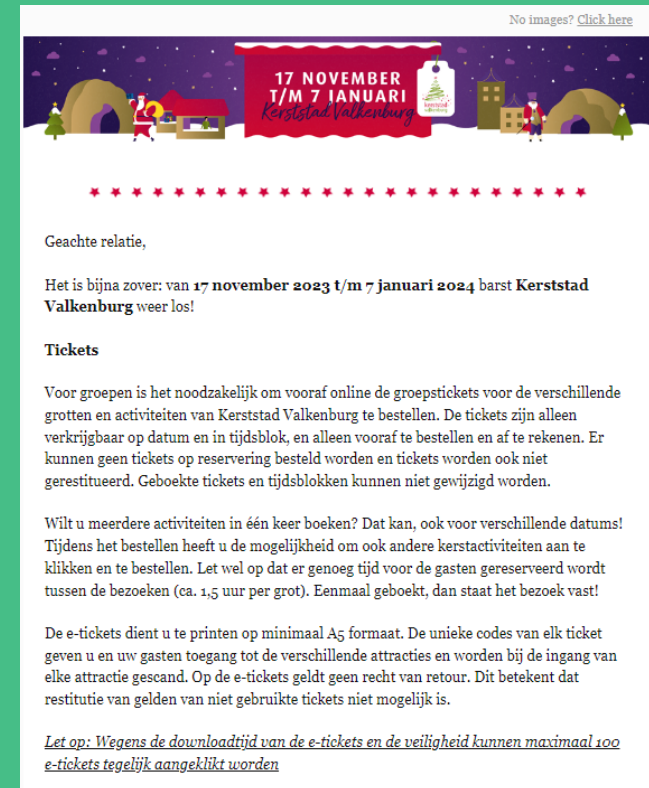 No images? Click here
17 NOVEMBER
T/M 7 JANUARI
Kerststad Valkenburg
kerststad
valkenburg
Geachte relatie,
Het is bijna zover: van 17 november 2023 t/m 7 januari 2024 barst Kerststad
Valkenburg weer los!
Tickets
Voor groepen is het noodzakelijk om vooraf online de groepstickets voor de verschillende
grotten en activiteiten van Kerststad Valkenburg te bestellen. De tickets zijn alleen
verkrijgbaar op datum en in tijdsblok, en alleen vooraf te bestellen en af te rekenen. Er
kunnen geen tickets op reservering besteld worden en tickets worden ook niet
gerestitueerd. Geboekte tickets en tijdsblokken kunnen niet gewijzigd worden.
Wilt u meerdere activiteiten in één keer boeken? Dat kan, ook voor verschillende datums!
Tijdens het bestellen heeft u de mogelijkheid om ook andere kerstactiviteiten aan te
klikken en te bestellen. Let wel op dat er genoeg tijd voor de gasten gereserveerd wordt
tussen de bezoeken (ca. 1,5 uur per grot). Eenmaal geboekt, dan staat het bezoek vast!
De e-tickets dient u te printen op minimaal A5 formaat. De unieke codes van elk ticket
geven u en uw gasten toegang tot de verschillende attracties en worden bij de ingang van
elke attractie gescand. Op de e-tickets geldt geen recht van retour. Dit betekent dat
restitutie van gelden van niet gebruikte tickets niet mogelijk is.
Let op: Wegens de downloadtijd van de e-tickets en de veiligheid kunnen maximaal 100
e-tickets tegelijk aangeklikt worden